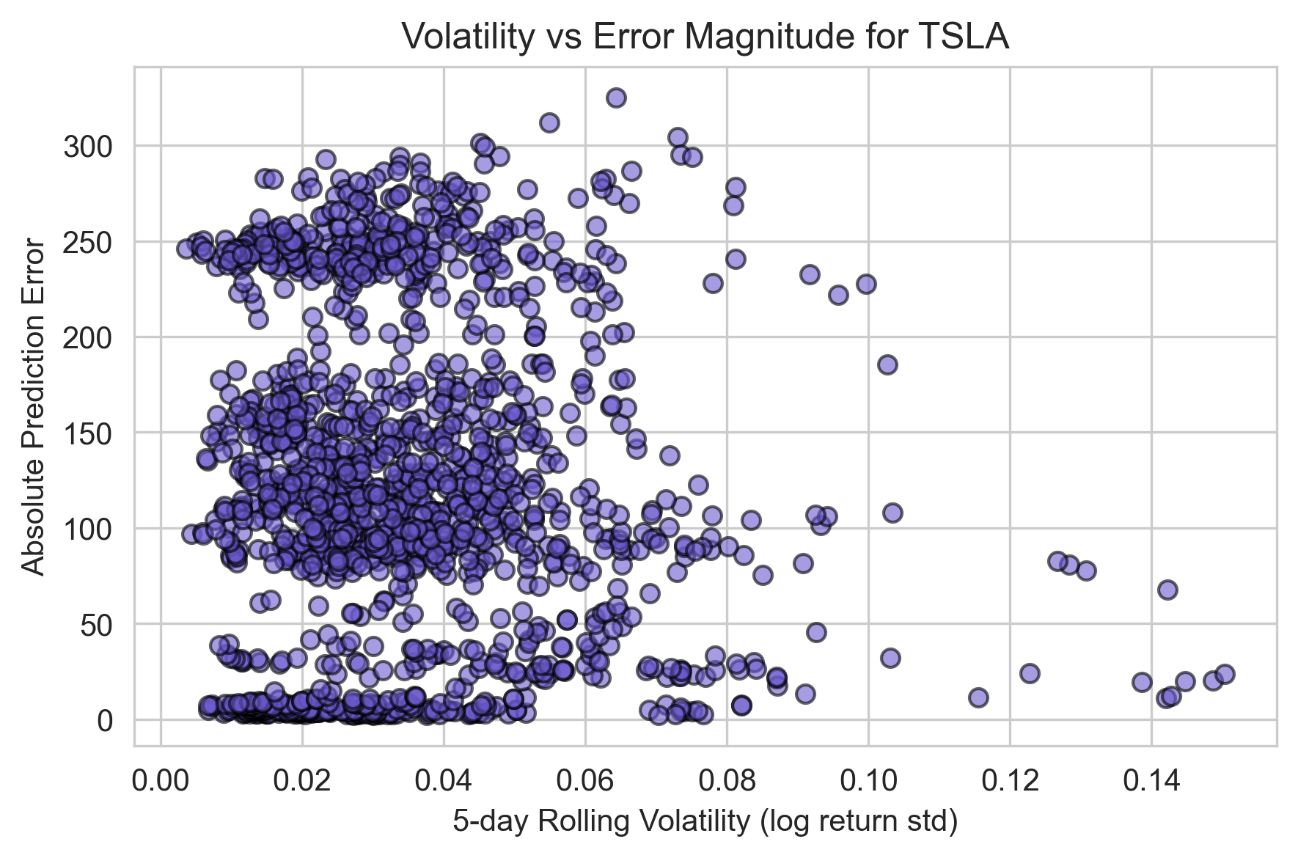 Volatility vs Error Magnitude for TSLA
Absolute Prediction Error
300
250
200
150
100
50
0
0.00 0.02 0.04 0.06 0.08 0.10 0.12 0.14
5-day Rolling Volatility (log return std)